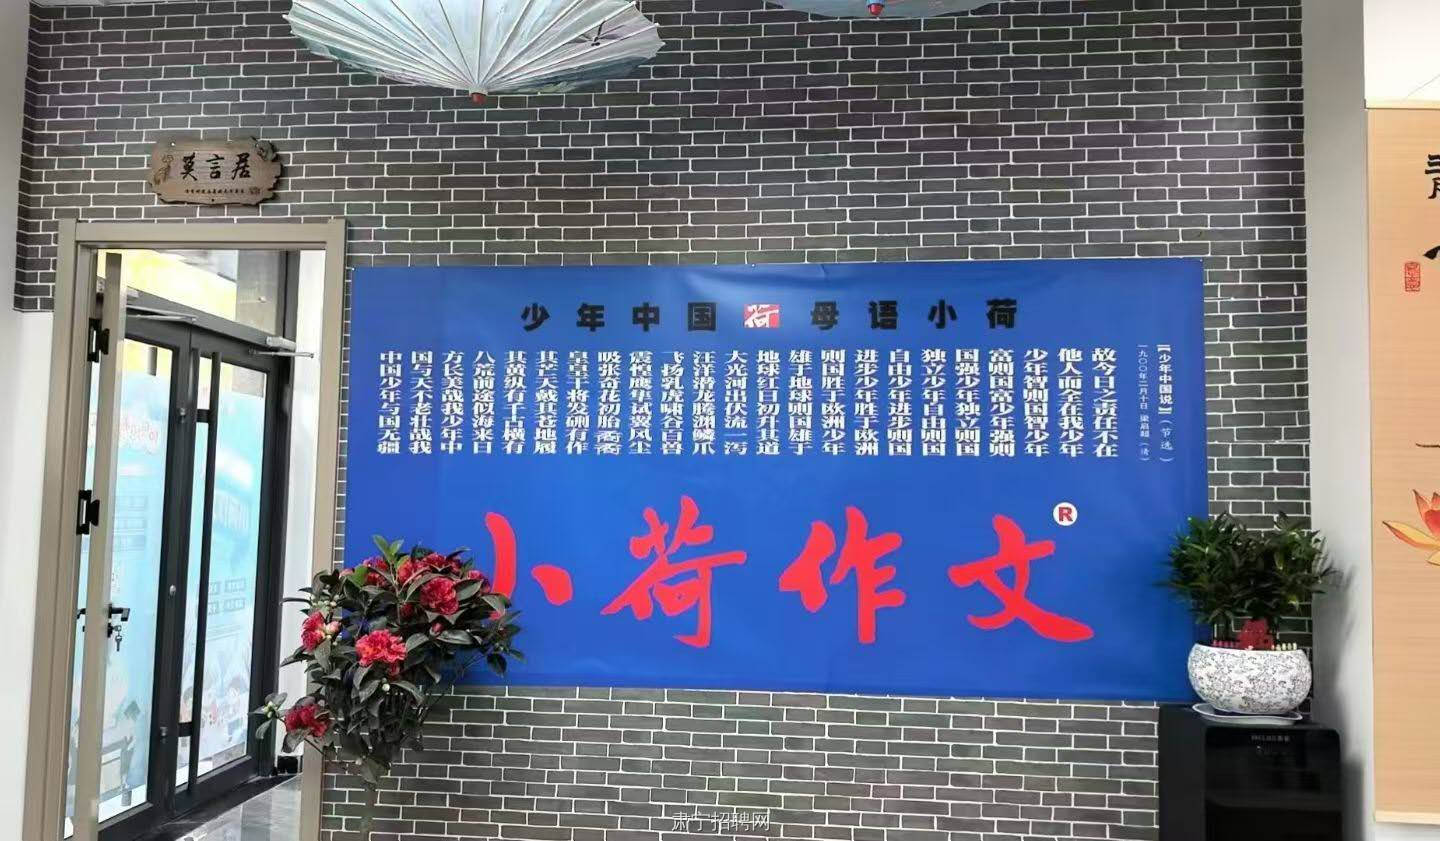 莫言居
少年中国 荷 母语小荷
《少年中国说》(节选)
一九〇〇年二月十日 梁启超(清)
故今日之责任不在
他人而全在我少年
少年智则国智少年
富则国富少年强则
国强少年独立则国
独立少年自由则国
自由少年进步则国
进步少年胜于欧洲
则国胜于欧洲少年
雄于地球则国雄于
地球红日初升其道
大光河出伏流一泻
汪洋潜龙腾渊鳞爪
飞扬乳虎啸谷百兽
震惶鹰隼试翼风尘
吸张奇花初胎
皇皇干将发硎有作
其芒天戴其苍地履
其黄纵有千古横有
八荒前途似海来日
方长美哉我少年中
国与天不老壮哉我
中国少年与国无疆
小荷作文®
肃宁招聘网